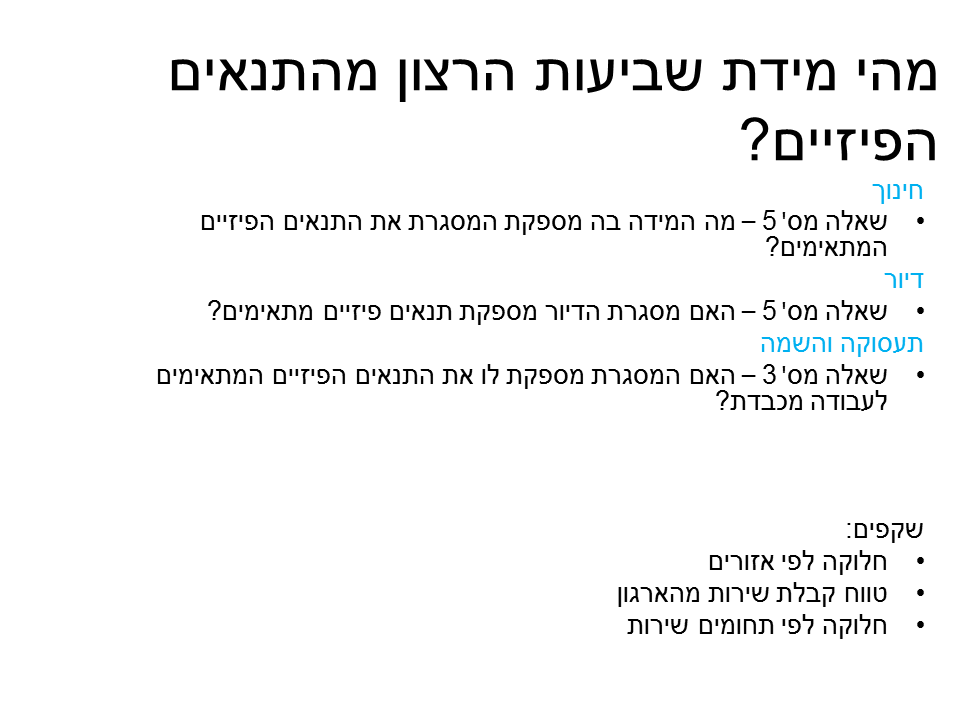 מהי מידת שביעות הרצון מהתנאים
הפיזיים?
חינוך
• שאלה מס' 5 – מה המידה בה מספקת המסגרת את התנאים הפיזיים
המתאימים?
דיור
• שאלה מס' 5 – האם מסגרת הדיור מספקת תנאים פיזיים מתאימים?
תעסוקה והשמה
• שאלה מס' 3 – האם המסגרת מספקת לו את התנאים הפיזיים המתאימים
לעבודה מכבדת?
שקפים:
• חלוקה לפי אזורים
• טווח קבלת שירות מהארגון
• חלוקה לפי תחומים שירות